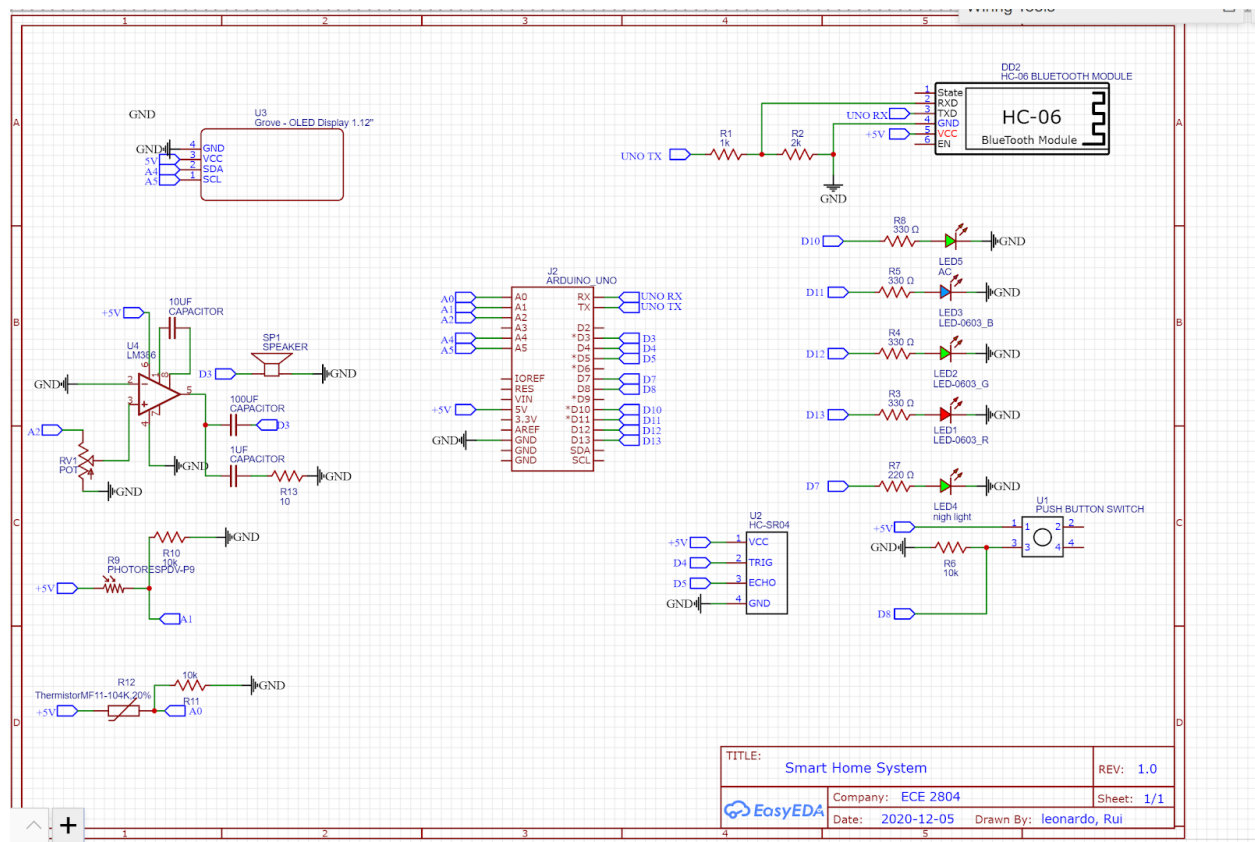 Wiring Tools
1 2 3 4 5
A
B
C
D
A
B
C
D
GND
U3
Grove - OLED Display 1.12"
GND 4 GND
5V 3 VCC
A4 2 SDA
A5 1 SCL
DD2
HC-06 BLUETOOTH MODULE
1 State
2 RXD
UNO RX 3 TXD
4 GND
+5V 5 VCC
6 EN
HC-06
BlueTooth Module
UNO TX
R1
1k
R2
2k
GND
D10
R8
330 Ω
GND
LED5
AC
D11
R5
330 Ω
GND
LED3
LED-0603_B
D12
R4
330 Ω
GND
LED2
LED-0603_G
D13
R3
330 Ω
GND
LED1
LED-0603_R
D7
R7
220 Ω
GND
LED4
nigh light
J2
ARDUINO_UNO
A0 A0 RX UNO RX
A1 A1 TX UNO TX
A2 A2
A3 D2
A4 A4 *D3 D3
A5 A5 D4 D4
*D5 D5
*D6
IOREF D7 D7
RES D8 D8
VIN *D9
+5V 5V *D10 D10
3.3V *D11 D11
AREF D12 D12
GND GND D13 D13
GND SDA
GND SCL
+5V
10UF
CAPACITOR
U4
LM386
6
1
8
GND 2
3
4
7
5
SP1
SPEAKER
D3
GND
100UF
CAPACITOR
D3
1UF
CAPACITOR
R13
10
GND
A2
RV1
POT
GND
GND
R9
PHOTORESPDV-P9
+5V
R10
10k
GND
A1
R12
ThermistorMF11-104K,20%
+5V
10k
R11
GND
A0
U2
HC-SR04
+5V 1 VCC
D4 2 TRIG
D5 3 ECHO
GND 4 GND
U1
PUSH BUTTON SWITCH
+5V 1 1 2 2
GND 3 3 4 4
R6
10k
D8
TITLE:
Smart Home System
REV: 1.0
EasyEDA
Company: ECE 2804
Sheet: 1/1
Date: 2020-12-05 Drawn By: leonardo, Rui
1 2 3 4 5